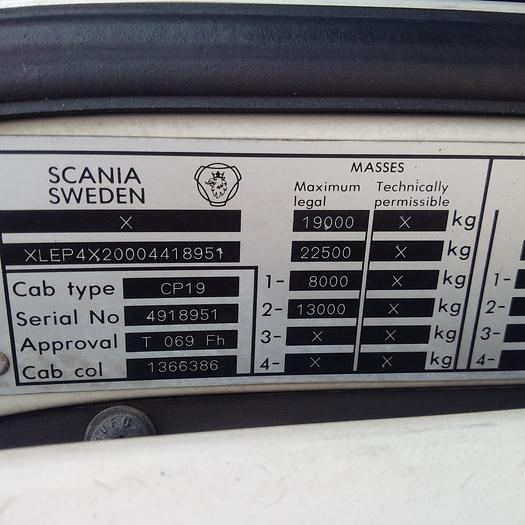 SCANIA
SWEDEN
MASSES
Maximum legal
Technically permissible
X
19000 X kg
XLEP4X20004418951
22500 X
1- 8000 X kg 1-
2- 13000 X kg 2-
3- X X kg 3-
4- X X kg 4-
Cab type CP19
Serial No 4918951
Approval T 069 Fh
Cab col 1366386